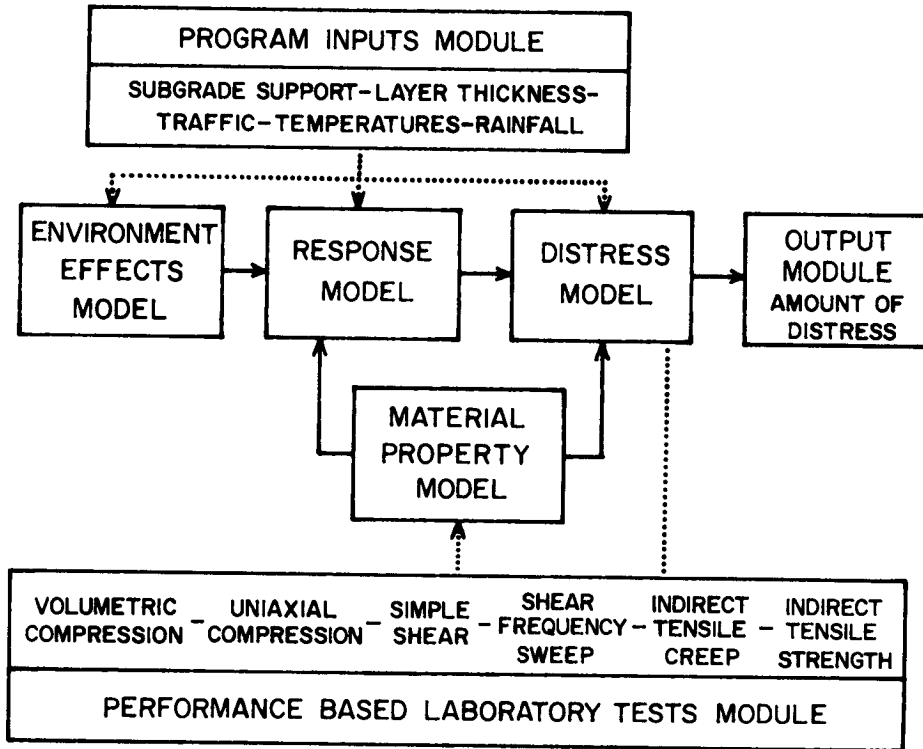 PROGRAM INPUTS MODULE
SUBGRADE SUPPORT-LAYER THICKNESS-
TRAFFIC-TEMPERATURES-RAINFALL
ENVIRONMENT
EFFECTS
MODEL
RESPONSE
MODEL
DISTRESS
MODEL
OUTPUT
MODULE
AMOUNT OF
DISTRESS
MATERIAL
PROPERTY
MODEL
VOLUMETRIC
COMPRESSION -
UNIAXIAL
COMPRESSION -
SIMPLE
SHEAR -
SHEAR
FREQUENCY -
SWEEP
INDIRECT
TENSILE -
CREEP
INDIRECT
TENSILE
STRENGTH
PERFORMANCE BASED LABORATORY TESTS MODULE